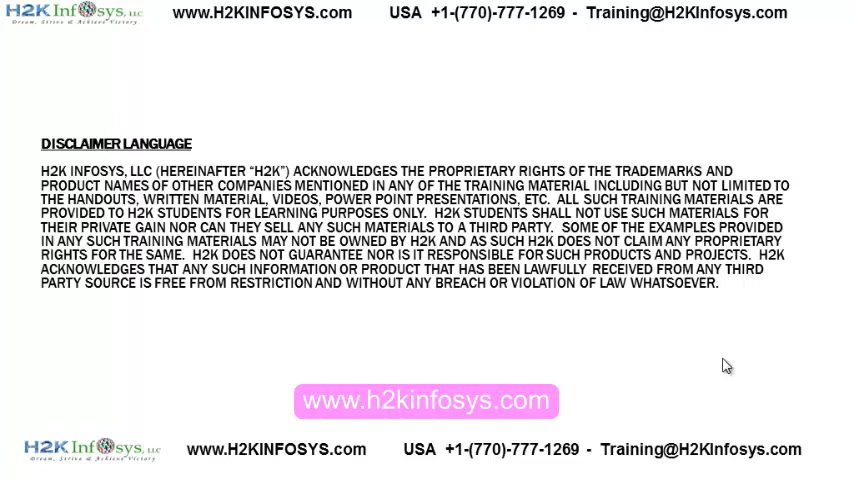 H2K Infosys, LLC www.H2KINFOSYS.com USA +1-(770)-777-1269 - Training@H2KInfosys.com
Dream, Strive & Achieve Victory
DISCLAIMER LANGUAGE
H2K INFOSYS, LLC (HEREINAFTER “H2K”) ACKNOWLEDGES THE PROPRIETARY RIGHTS OF THE TRADEMARKS AND
PRODUCT NAMES OF OTHER COMPANIES MENTIONED IN ANY OF THE TRAINING MATERIAL INCLUDING BUT NOT LIMITED TO
THE HANDOUTS, WRITTEN MATERIAL, VIDEOS, POWER POINT PRESENTATIONS, ETC. ALL SUCH TRAINING MATERIALS ARE
PROVIDED TO H2K STUDENTS FOR LEARNING PURPOSES ONLY. H2K STUDENTS SHALL NOT USE SUCH MATERIALS FOR
THEIR PRIVATE GAIN NOR CAN THEY SELL ANY SUCH MATERIALS TO A THIRD PARTY. SOME OF THE EXAMPLES PROVIDED
IN ANY SUCH TRAINING MATERIALS MAY NOT BE OWNED BY H2K AND AS SUCH H2K DOES NOT CLAIM ANY PROPRIETARY
RIGHTS FOR THE SAME. H2K DOES NOT GUARANTEE NOR IS IT RESPONSIBLE FOR SUCH PRODUCTS AND PROJECTS. H2K
ACKNOWLEDGES THAT ANY SUCH INFORMATION OR PRODUCT THAT HAS BEEN LAWFULLY RECEIVED FROM ANY THIRD
PARTY SOURCE IS FREE FROM RESTRICTION AND WITHOUT ANY BREACH OR VIOLATION OF LAW WHATSOEVER.
www.h2kinfosys.com
H2K Infosys, LLC www.H2KINFOSYS.com USA +1-(770)-777-1269 - Training@H2KInfosys.com
Dream, Strive & Achieve Victory